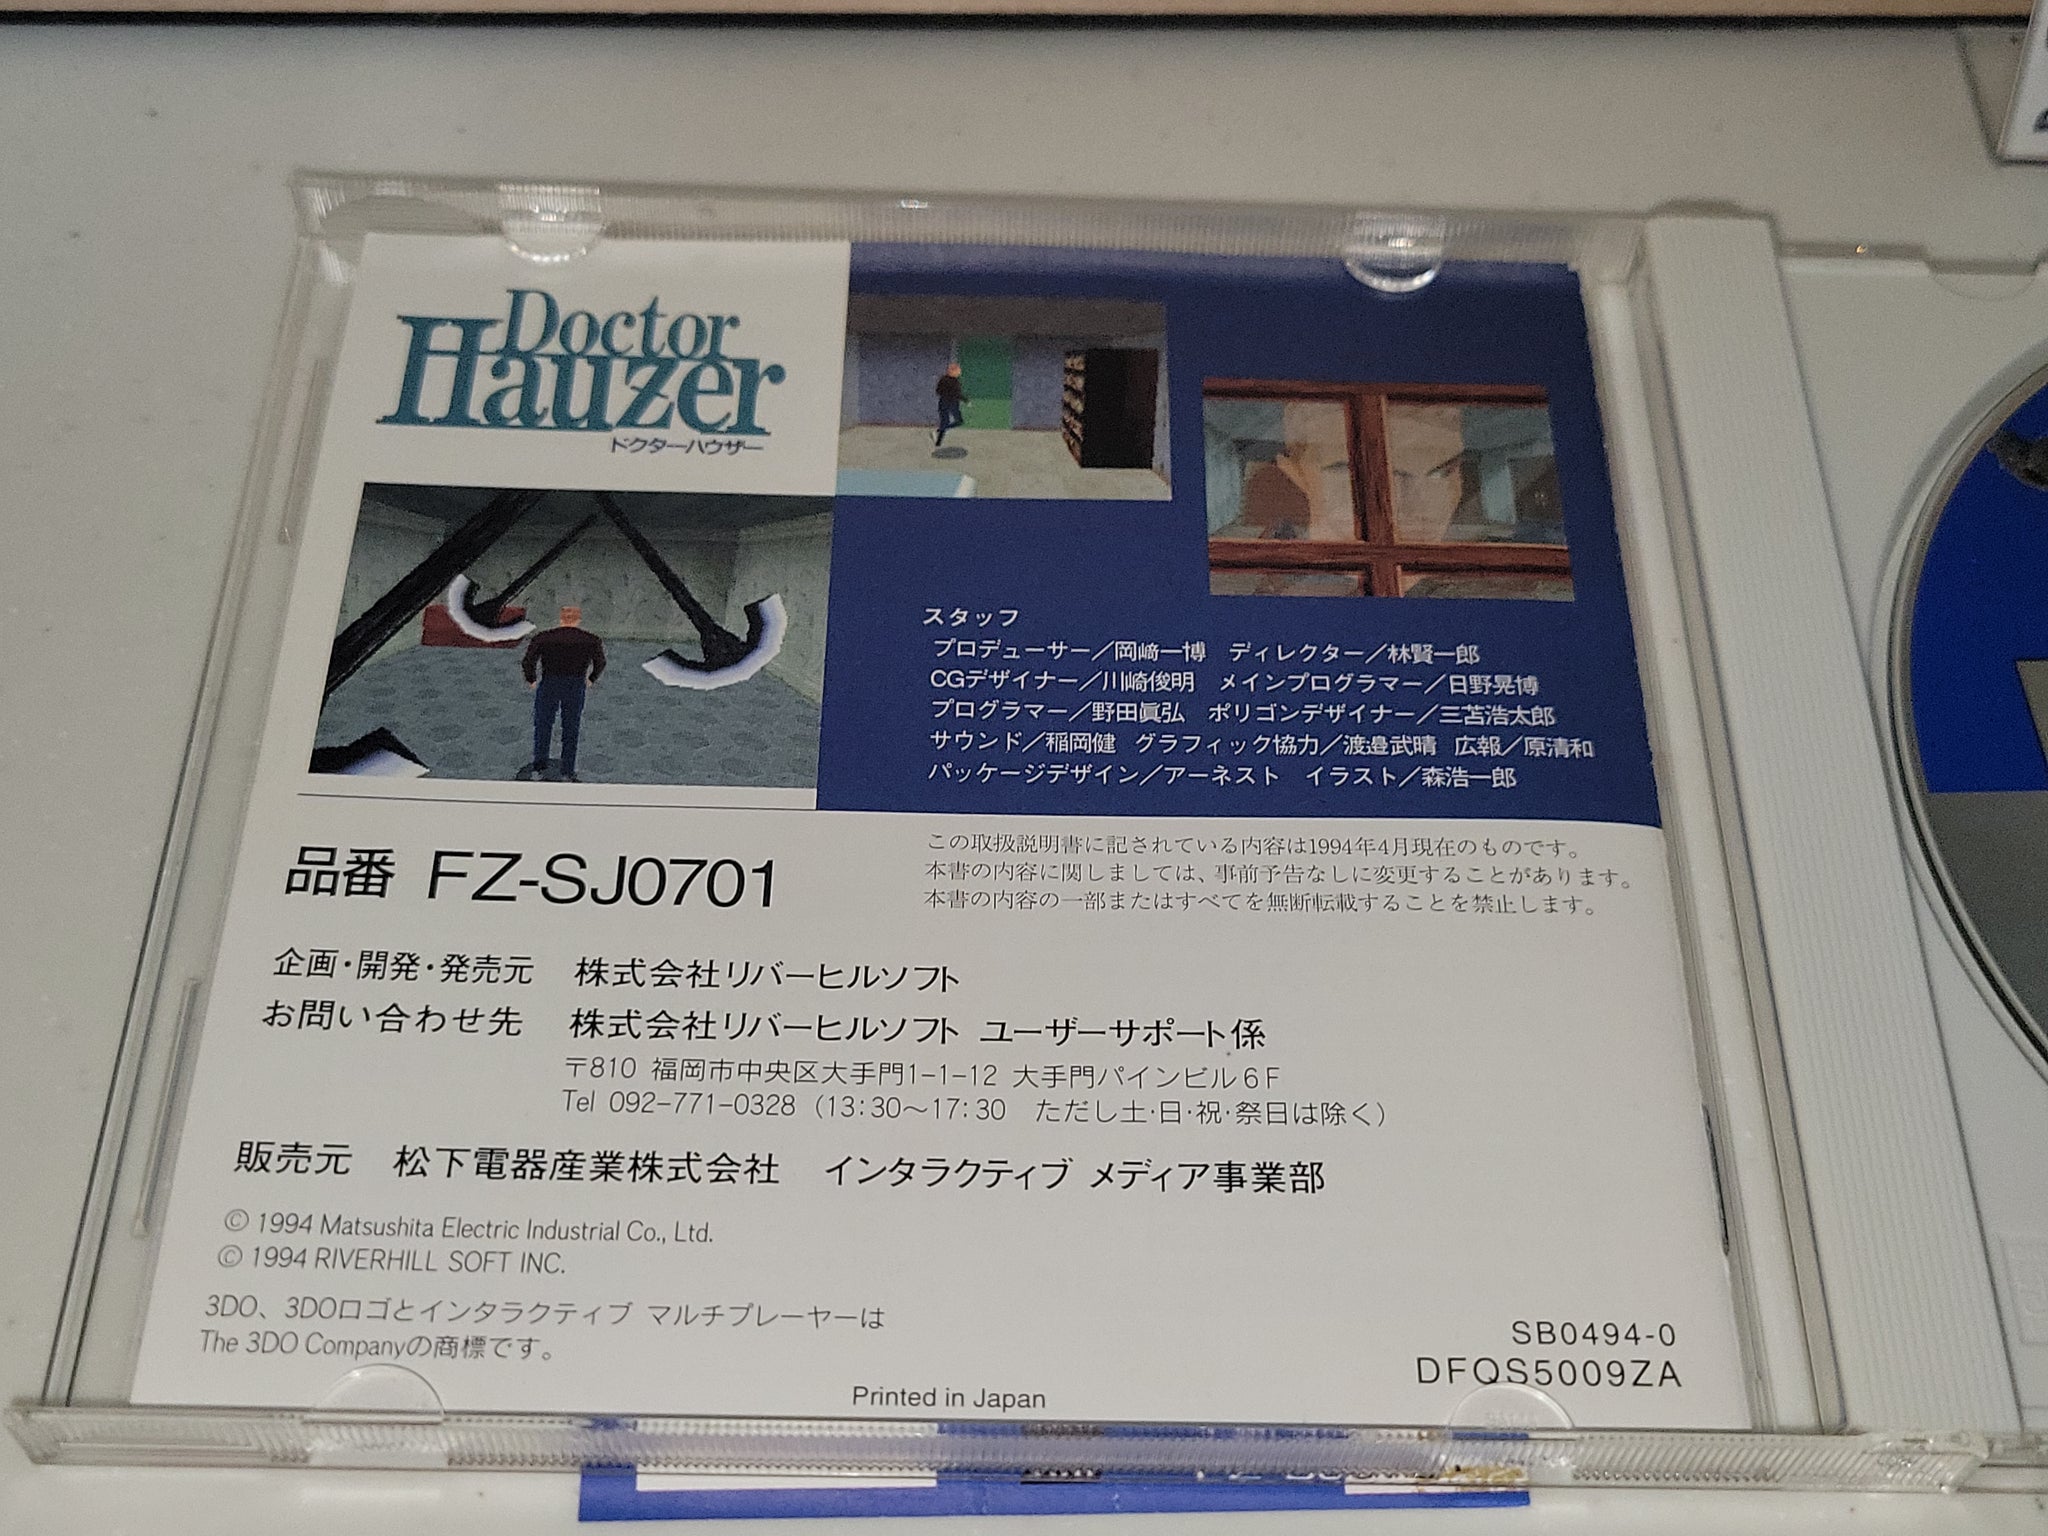 Doctor
Hauzer
ドクターハウザー
スタッフ
プロデューサー/岡﨑一博 ディレクター/林賢一郎
CGデザイナー/川崎俊明 メインプログラマー/日野晃博
プログラマー/野田眞弘 ポリゴンデザイナー/三苫浩太郎
サウンド/稲岡健 グラフィック協力/渡邉武晴 広報/原清和
パッケージデザイン/アーネスト イラスト/森浩一郎
品番 FZ-SJ0701
この取扱説明書に記されている内容は1994年4月現在のものです。
本書の内容に関しましては、事前予告なしに変更することがあります。
本書の内容の一部またはすべてを無断転載することを禁止します。
企画・開発・発売元 株式会社リバーヒルソフト
お問い合わせ先 株式会社リバーヒルソフト ユーザーサポート係
〒810 福岡市中央区大手門1-1-12 大手門パインビル6F
Tel 092-771-0328 (13:30〜17:30 ただし土・日・祝・祭日は除く)
販売元 松下電器産業株式会社 インタラクティブ メディア事業部
© 1994 Matsushita Electric Industrial Co., Ltd.
© 1994 RIVERHILL SOFT INC.
3DO、3DOロゴとインタラクティブ マルチプレーヤーは
The 3DO Companyの商標です。
SB0494-0
DFQS5009ZA
Printed in Japan